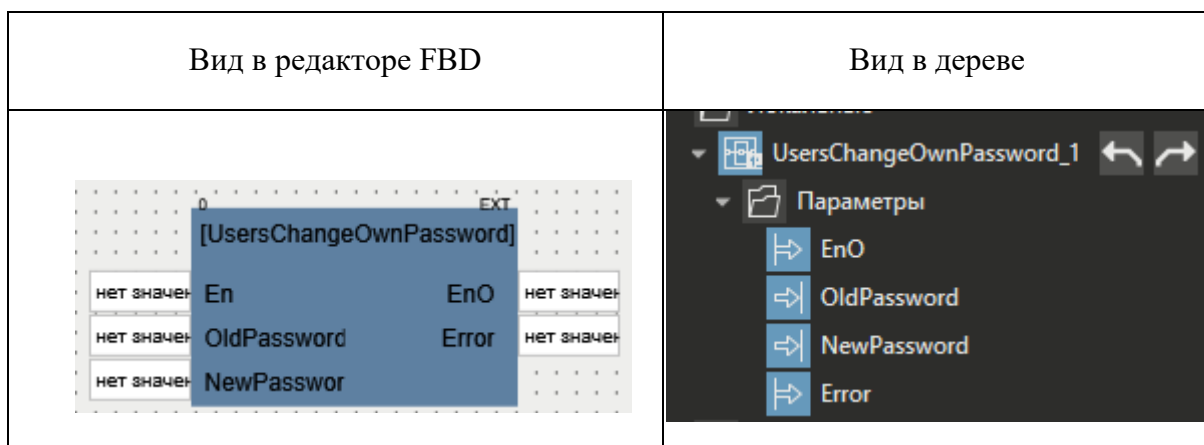 Вид в редакторе FBD
Вид в дереве
0 EXT
[UsersChangeOwnPassword]
нет значен En EnO нет значен
нет значен OldPassword Error нет значен
нет значен NewPasswor
UsersChangeOwnPassword_1
Параметры
EnO
OldPassword
NewPassword
Error